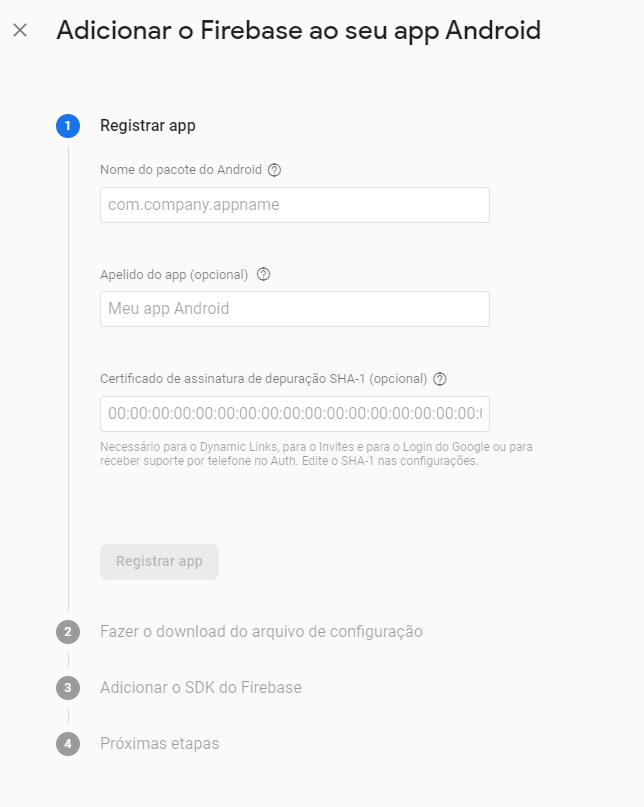 Adicionar o Firebase ao seu app Android
1 Registrar app
Nome do pacote do Android
com.company.appname
Apelido do app (opcional)
Meu app Android
Certificado de assinatura de depuração SHA-1 (opcional)
00:00:00:00:00:00:00:00:00:00:00:00:00:00:00:00:00:
Necessário para o Dynamic Links, para o Invites e para o Login do Google ou para
receber suporte por telefone no Auth. Edite o SHA-1 nas configurações.
Registrar app
2 Fazer o download do arquivo de configuração
3 Adicionar o SDK do Firebase
4 Próximas etapas